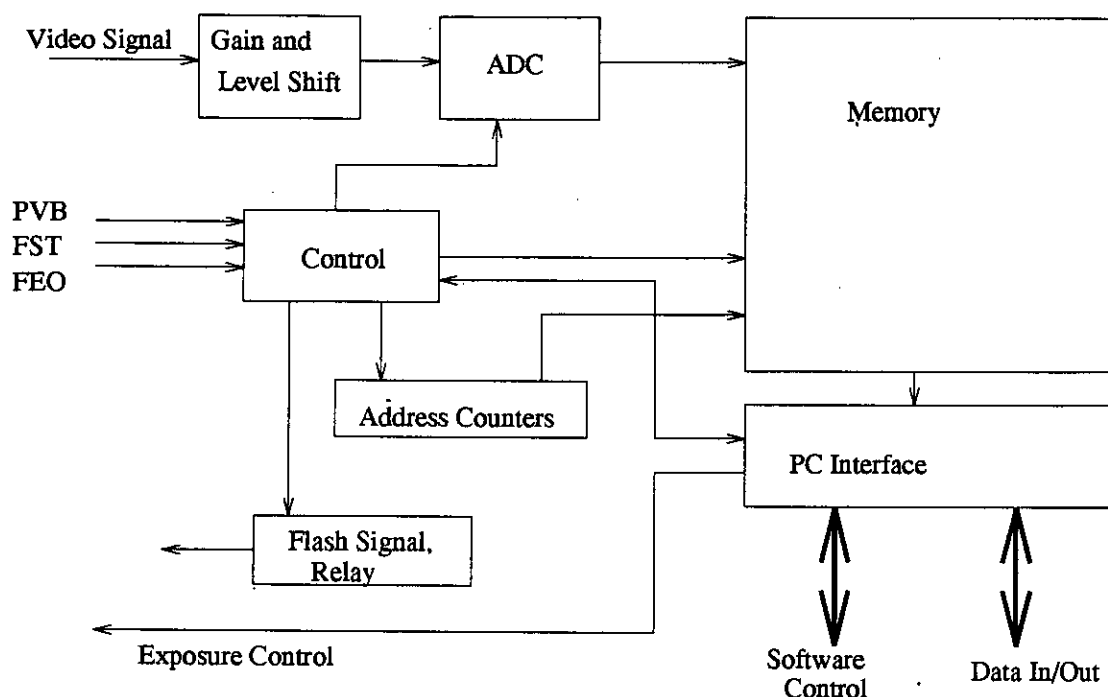 Video Signal
Gain and
Level Shift
ADC
Memory
PVB
FST
FEO
Control
Address Counters
PC Interface
Flash Signal,
Relay
Exposure Control
Software
Control
Data In/Out